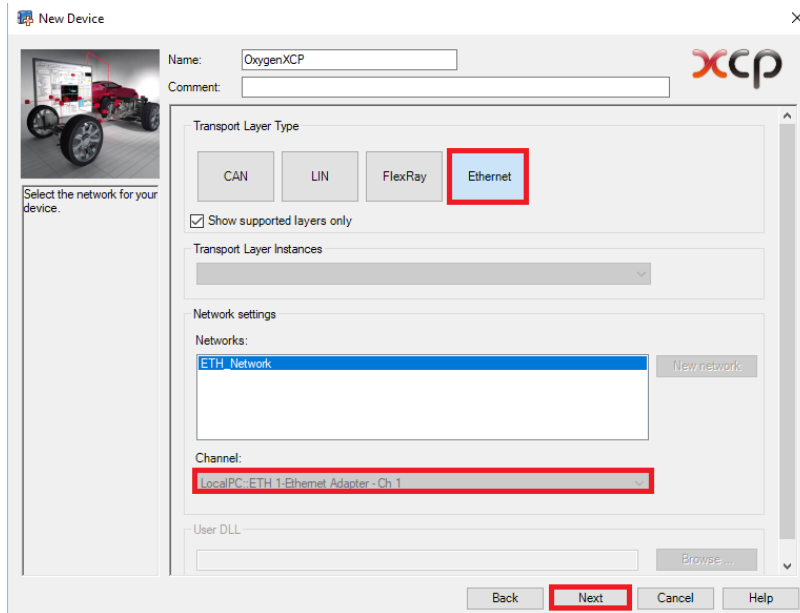 New Device
Name:
OxygenXCP
Comment:
xcp
Select the network for your
device.
Transport Layer Type
CAN
LIN
FlexRay
Ethernet
Show supported layers only
Transport Layer Instances
Network settings
Networks:
ETH_Network
New network
Channel:
LocalPC::ETH 1-Ethernet Adapter - Ch 1
User DLL
Browse ...
Back
Next
Cancel
Help